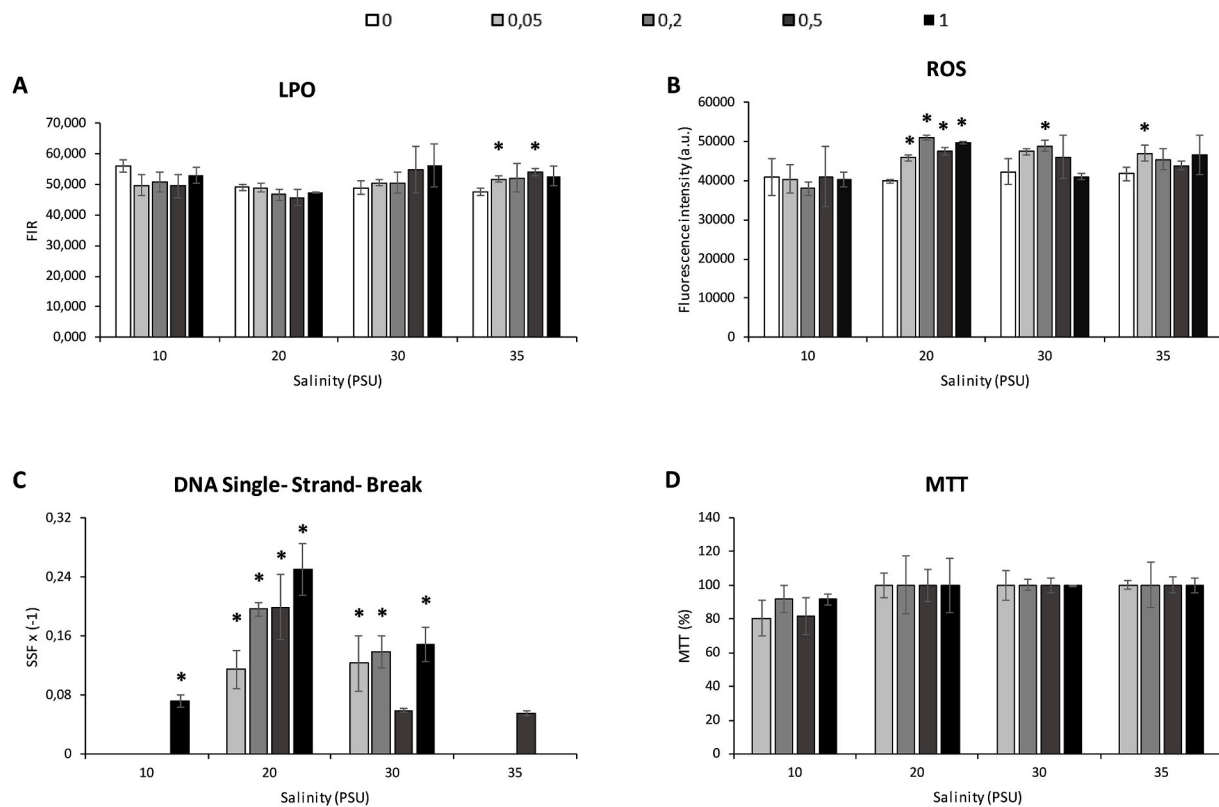 0 0,05 0,2 0,5 1
A
LPO
70,000
60,000
50,000
40,000
30,000
20,000
10,000
0,000
FIR
* *
10 20 30 35
Salinity (PSU)
B
ROS
60000
50000
40000
30000
20000
10000
0
Fluorescence intensity (a.u.)
* * * * * *
10 20 30 35
Salinity (PSU)
C
DNA Single- Strand- Break
0,32
0,24
0,16
0,08
0
SSF x (-1)
* * * * * * * *
10 20 30 35
Salinity (PSU)
D
MTT
140
120
100
80
60
40
20
0
MTT (%)
10 20 30 35
Salinity (PSU)